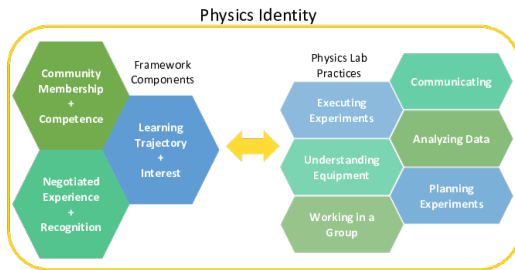 Physics Identity
Community
Membership
+
Competence
Framework
Components
Learning
Trajectory
+
Interest
Negotiated
Experience
+
Recognition
Physics Lab
Practices
Communicating
Executing
Experiments
Analyzing Data
Understanding
Equipment
Planning
Experiments
Working in a
Group